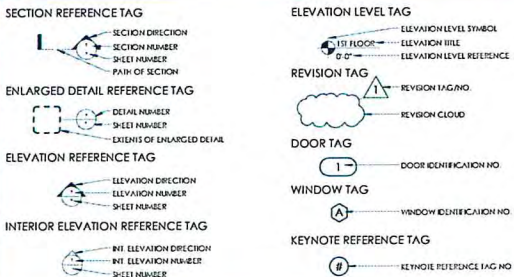 SECTION REFERENCE TAG
SECTION DIRECTION
SECTION NUMBER
SHEET NUMBER
PATH OF SECTION
ENLARGED DETAIL REFERENCE TAG
DETAIL NUMBER
SHEET NUMBER
EXTENTS OF ENLARGED DETAIL
ELEVATION REFERENCE TAG
ELEVATION DIRECTION
ELEVATION NUMBER
SHEET NUMBER
INTERIOR ELEVATION REFERENCE TAG
INT. ELEVATION DIRECTION
INT. ELEVATION NUMBER
SHEET NUMBER
ELEVATION LEVEL TAG
ELEVATION LEVEL SYMBOL
1ST FLOOR
ELEVATION TITLE
0'-0"
ELEVATION LEVEL REFERENCE
REVISION TAG
1
REVISION TAG/NO.
REVISION CLOUD
DOOR TAG
1
DOOR IDENTIFICATION NO.
WINDOW TAG
A
WINDOW IDENTIFICATION NO.
KEYNOTE REFERENCE TAG
#
KEYNOTE REFERENCE TAG NO